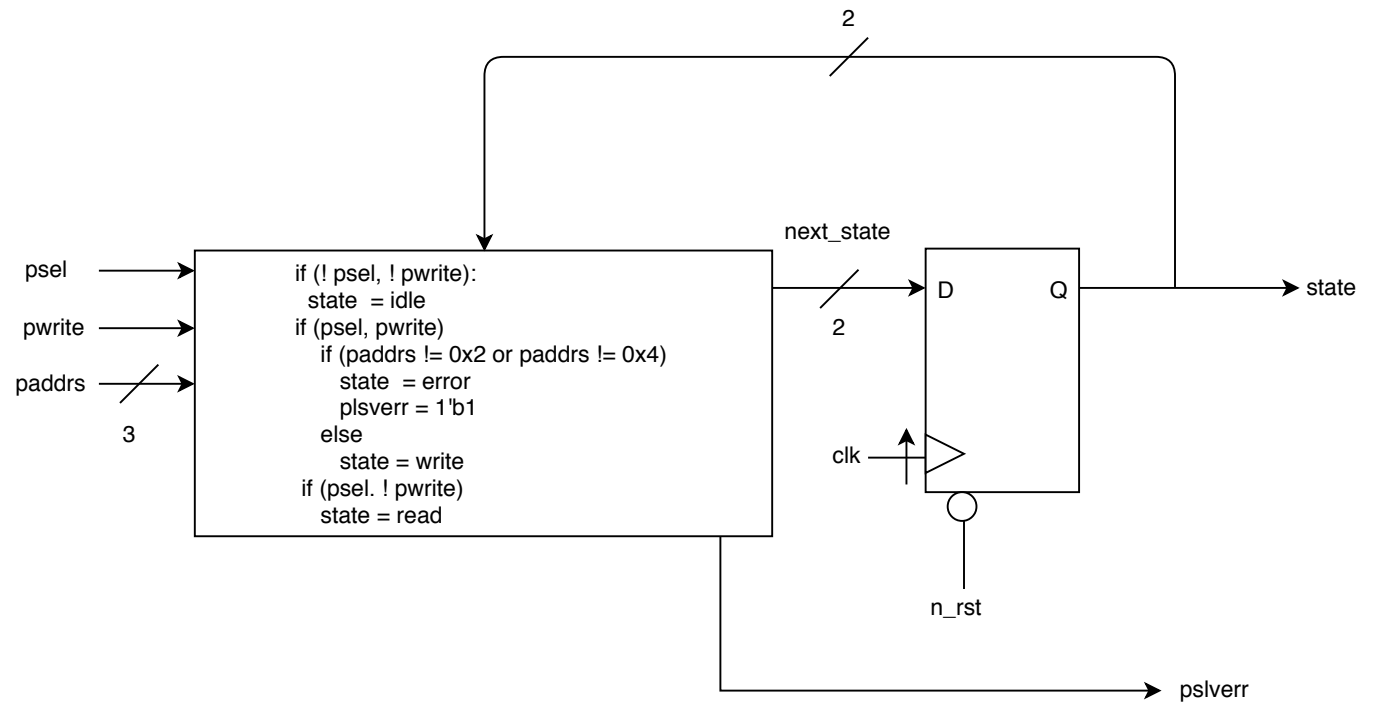 2
next_state
psel
pwrite
paddrs
3
if (! psel, ! pwrite):
state = idle
if (psel, pwrite)
if (paddrs != 0x2 or paddrs != 0x4)
state = error
plsverr = 1'b1
else
state = write
if (psel. ! pwrite)
state = read
2
D
Q
state
clk
n_rst
pslverr